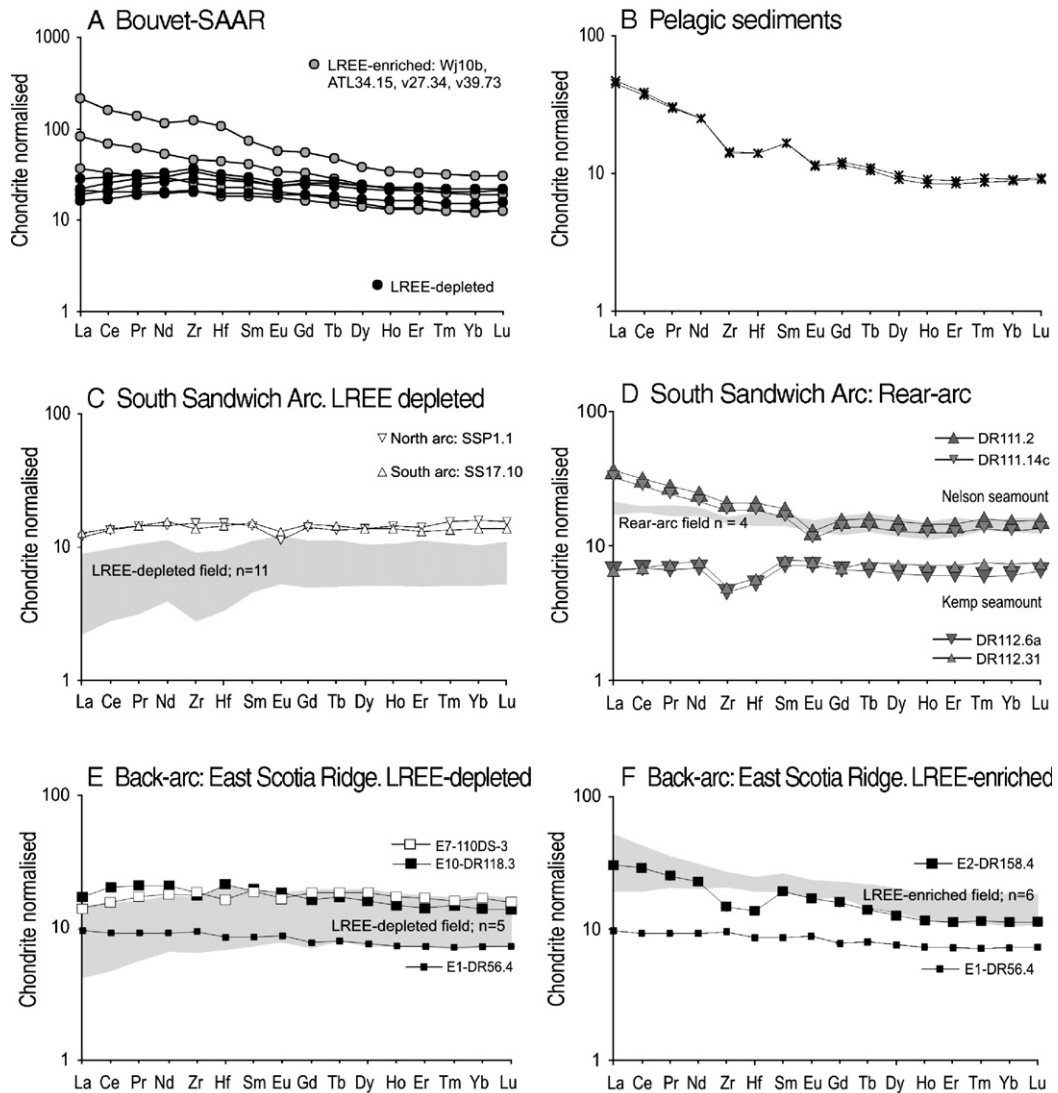 A Bouvet-SAAR
Chondrite normalised
1000
100
10
1
LREE-enriched: Wj10b,
ATL34.15, v27.34, v39.73
LREE-depleted
La Ce Pr Nd Zr Hf Sm Eu Gd Tb Dy Ho Er Tm Yb Lu
B Pelagic sediments
Chondrite normalised
100
10
1
La Ce Pr Nd Zr Hf Sm Eu Gd Tb Dy Ho Er Tm Yb Lu
C South Sandwich Arc. LREE depleted
Chondrite normalised
100
10
1
North arc: SSP1.1
South arc: SS17.10
LREE-depleted field; n=11
La Ce Pr Nd Zr Hf Sm Eu Gd Tb Dy Ho Er Tm Yb Lu
D South Sandwich Arc: Rear-arc
Chondrite normalised
100
10
1
DR111.2
DR111.14c
Nelson seamount
Rear-arc field n = 4
Kemp seamount
DR112.6a
DR112.31
La Ce Pr Nd Zr Hf Sm Eu Gd Tb Dy Ho Er Tm Yb Lu
E Back-arc: East Scotia Ridge. LREE-depleted
Chondrite normalised
100
10
1
E7-110DS-3
E10-DR118.3
LREE-depleted field; n=5
E1-DR56.4
La Ce Pr Nd Zr Hf Sm Eu Gd Tb Dy Ho Er Tm Yb Lu
F Back-arc: East Scotia Ridge. LREE-enriched
Chondrite normalised
100
10
1
E2-DR158.4
LREE-enriched field; n=6
E1-DR56.4
La Ce Pr Nd Zr Hf Sm Eu Gd Tb Dy Ho Er Tm Yb Lu